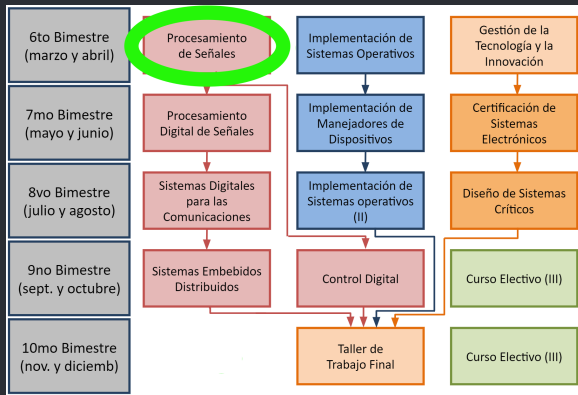 6to Bimestre
(marzo y abril)
Procesamiento
de Señales
Implementación de
Sistemas Operativos
Gestión de la
Tecnología y la
Innovación
7mo Bimestre
(mayo y junio)
Procesamiento
Digital de Señales
Implementación de
Manejadores de
Dispositivos
Certificación de
Sistemas
Electrónicos
8vo Bimestre
(julio y agosto)
Sistemas Digitales
para las
Comunicaciones
Implementación de
Sistemas operativos
(II)
Diseño de Sistemas
Críticos
9no Bimestre
(sept. y octubre)
Sistemas Embebidos
Distribuidos
Control Digital
Curso Electivo (III)
10mo Bimestre
(nov. y diciemb)
Taller de
Trabajo Final
Curso Electivo (III)